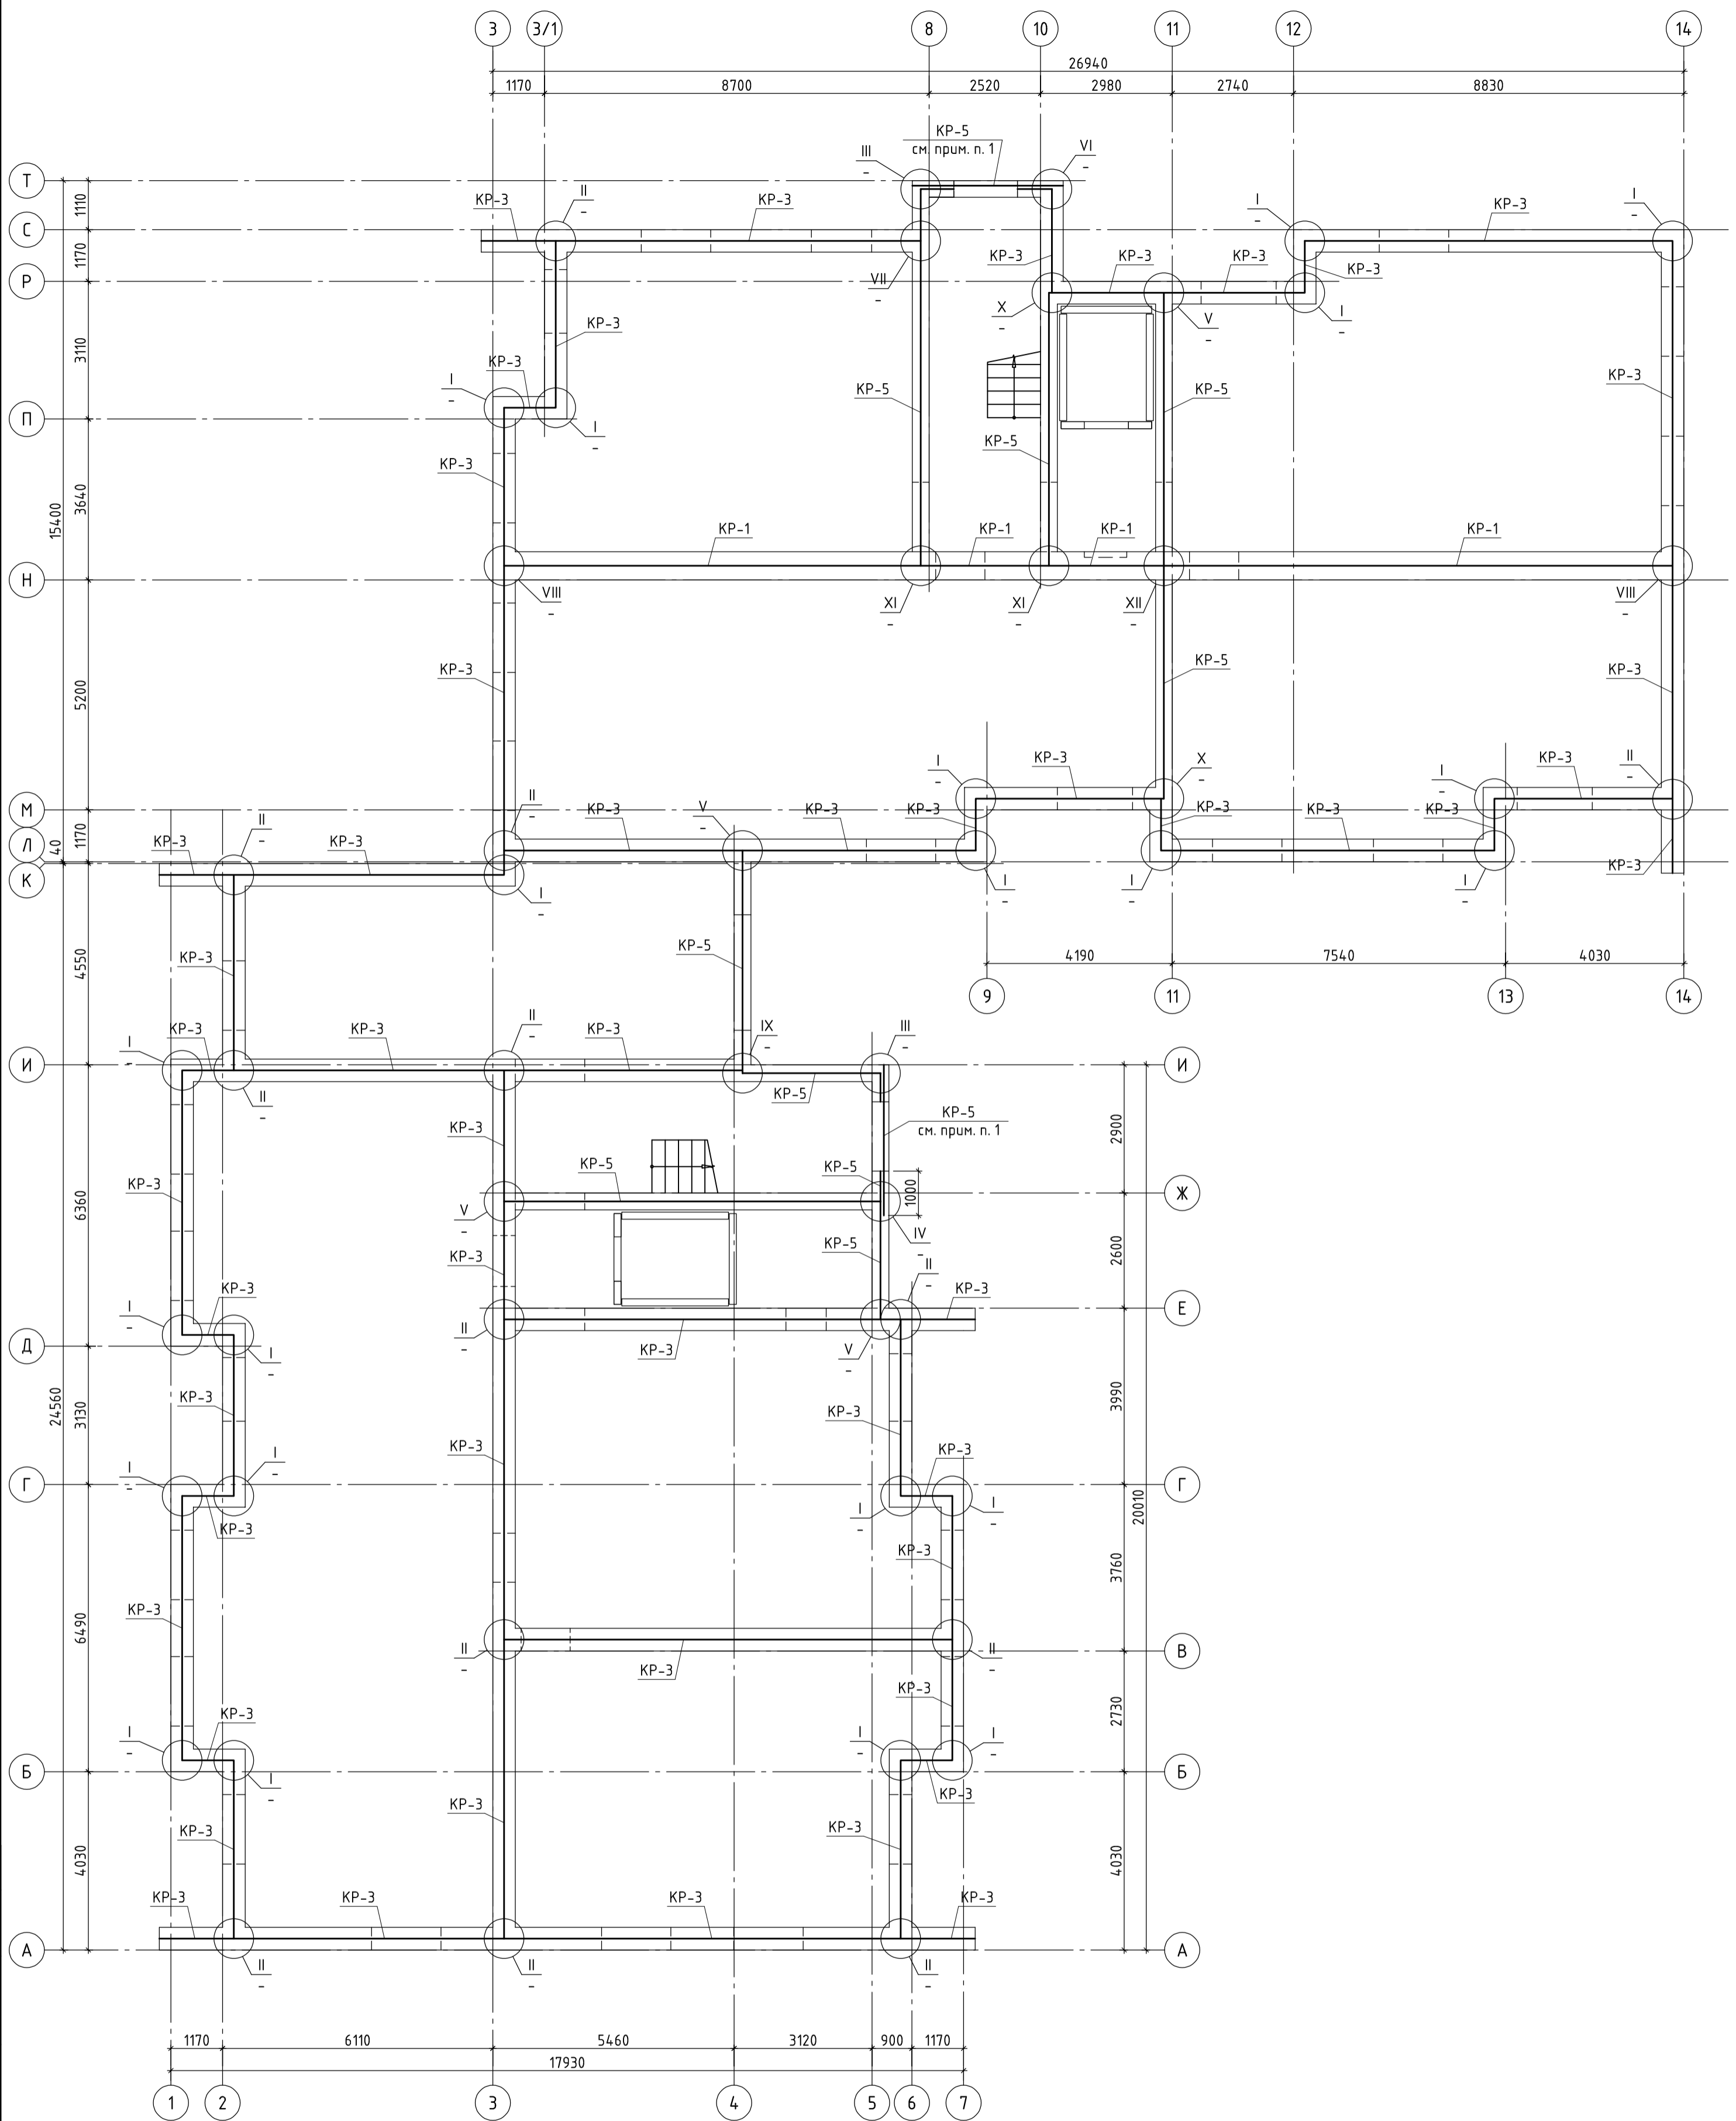 3
3/1
8
10
11
12
14
26940
1170
8700
2520
2980
2740
8830
КР-5
см. прим. п. 1
III
–
VI
–
Т
1110
КР-3
II
–
КР-3
I
–
КР-3
I
–
С
1170
КР-3
КР-3
КР-3
КР-3
VII
–
Р
X
–
V
–
I
–
3110
КР-3
КР-3
I
–
КР-5
КР-5
КР-3
П
I
–
КР-5
КР-3
3640
15400
КР-1
КР-1
КР-1
КР-1
Н
VIII
–
XI
–
XI
–
XII
–
VIII
–
КР-3
КР-5
КР-3
5200
I
–
КР-3
X
–
I
–
КР-3
II
–
М
II
–
КР-3
V
–
КР-3
КР-3
КР-3
КР-3
КР-3
1170
40
II
–
КР-3
КР-3
Л
К
I
–
I
–
I
–
I
–
КР-3
4550
КР-3
КР-5
4190
7540
4030
9
11
13
14
I
–
КР-3
КР-3
II
–
КР-3
IX
–
III
–
И
И
II
–
КР-5
КР-5
см. прим. п. 1
2900
КР-3
КР-5
КР-5
1000
КР-3
6360
Ж
V
–
IV
–
КР-3
КР-5
2600
II
–
КР-3
КР-3
Е
I
–
II
–
КР-3
V
–
Д
I
–
24560
3130
КР-3
3990
КР-3
КР-3
КР-3
I
–
I
–
Г
Г
КР-3
I
–
I
–
20010
КР-3
3760
КР-3
6490
II
–
КР-3
II
–
В
КР-3
2730
КР-3
I
–
I
–
I
–
Б
Б
I
–
КР-3
КР-3
КР-3
КР-3
4030
4030
КР-3
КР-3
КР-3
КР-3
А
А
II
–
II
–
II
–
1170
6110
5460
3120
900
1170
17930
1
2
3
4
5
6
7